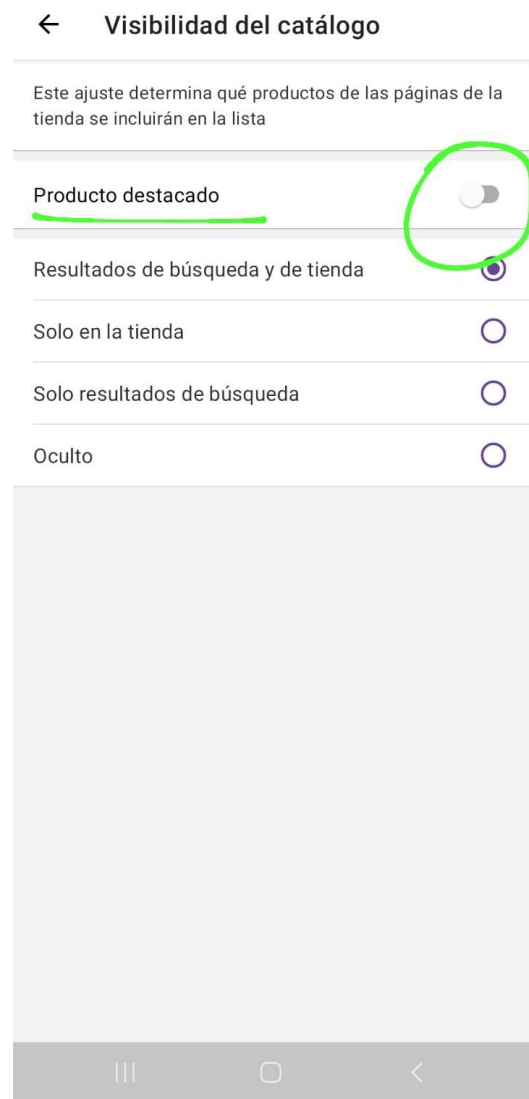 Visibilidad del catálogo
Este ajuste determina qué productos de las páginas de la
tienda se incluirán en la lista
Producto destacado
Resultados de búsqueda y de tienda
Solo en la tienda
Solo resultados de búsqueda
Oculto